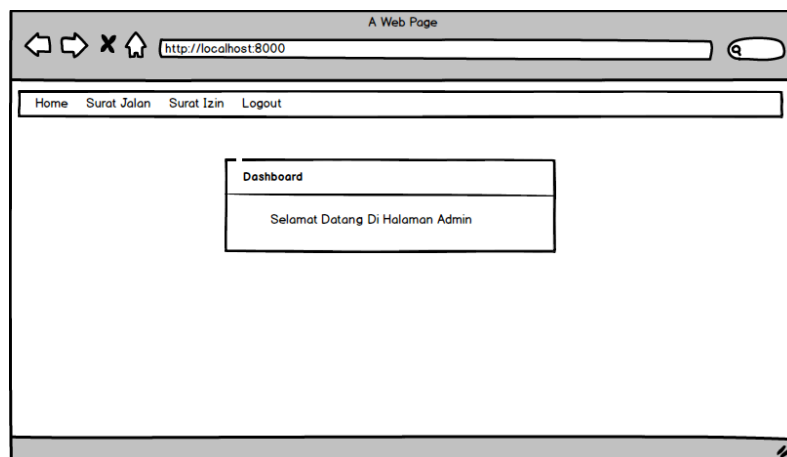 A Web Page
http://localhost:8000
Home Surat Jalan Surat Izin Logout
Dashboard
Selamat Datang Di Halaman Admin